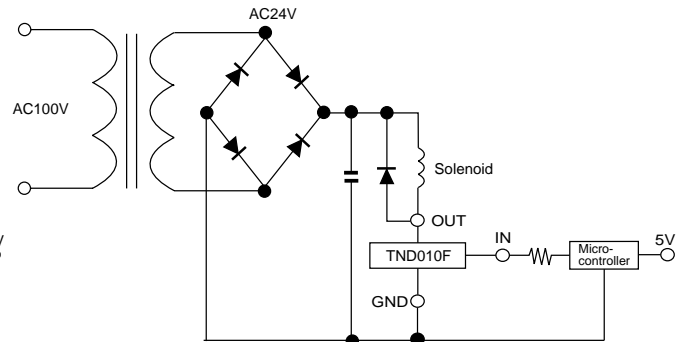 AC24V
AC100V
Solenoid
OUT
IN
5V
TND010F
Micro-
controller
GND